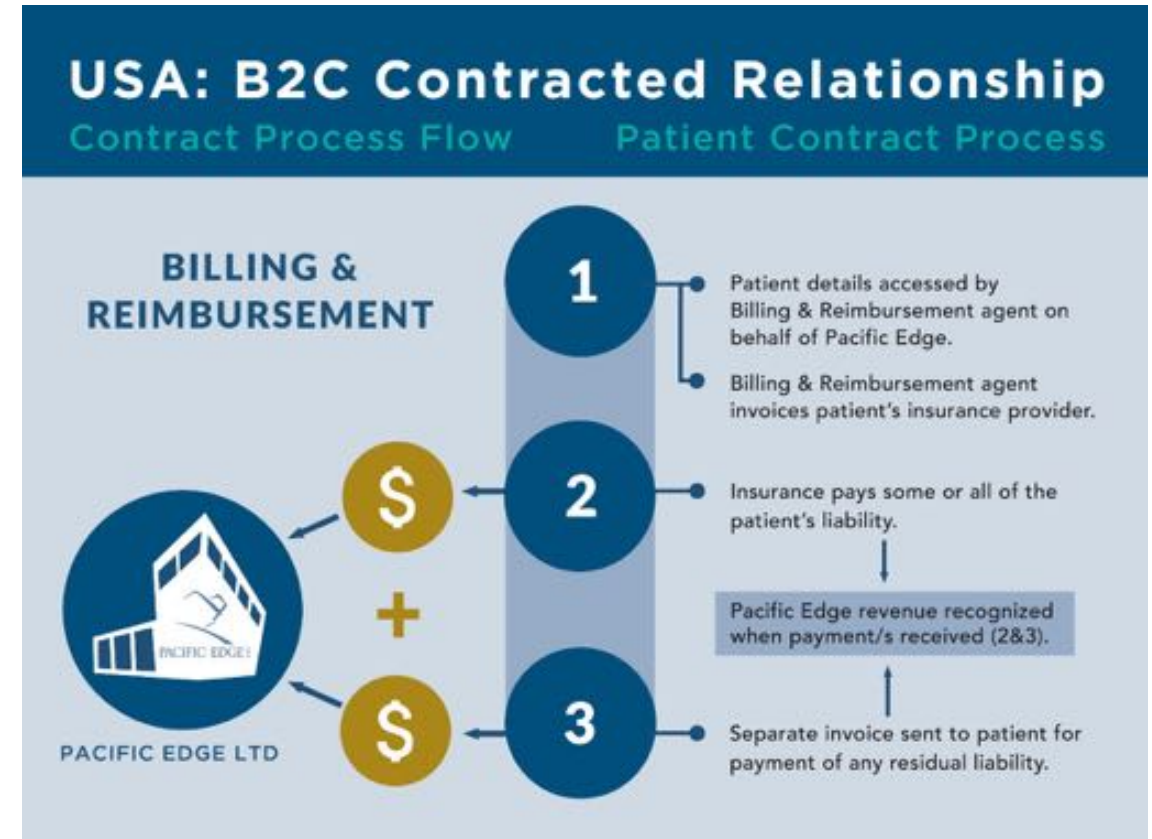 USA: B2C Contracted Relationship
Contract Process Flow
Patient Contract Process
BILLING &
REIMBURSEMENT
1
Patient details accessed by
Billing & Reimbursement agent on
behalf of Pacific Edge.
Billing & Reimbursement agent
invoices patient's insurance provider.
$
2
Insurance pays some or all of the
patient's liability.
+
Pacific Edge revenue recognized
when payment/s received (2&3).
PACIFIC EDGE
$
3
Separate invoice sent to patient for
payment of any residual liability.
PACIFIC EDGE LTD